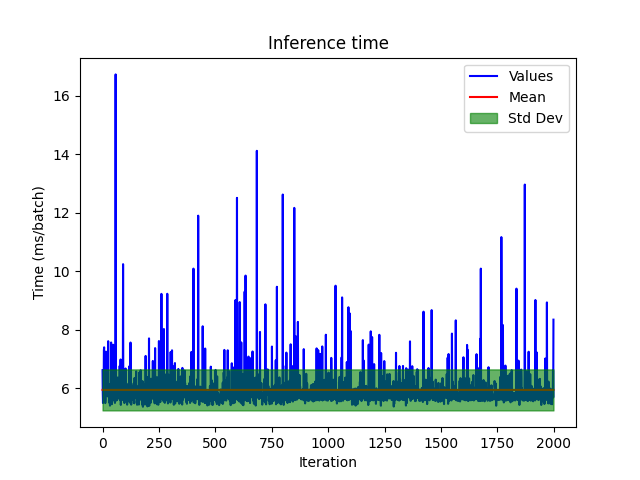 Inference time
Values
Mean
Std Dev
Time (ms/batch)
16
14
12
10
8
6
0
250
500
750
1000
1250
1500
1750
2000
Iteration